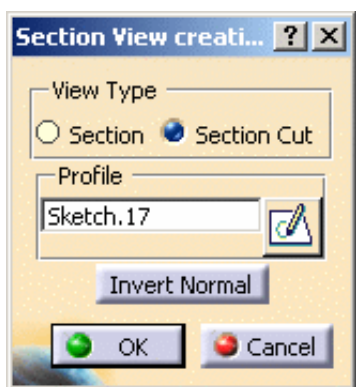 Section View creati... ? ×
View Type
Section Section Cut
Profile
Sketch.17
Invert Normal
OK Cancel